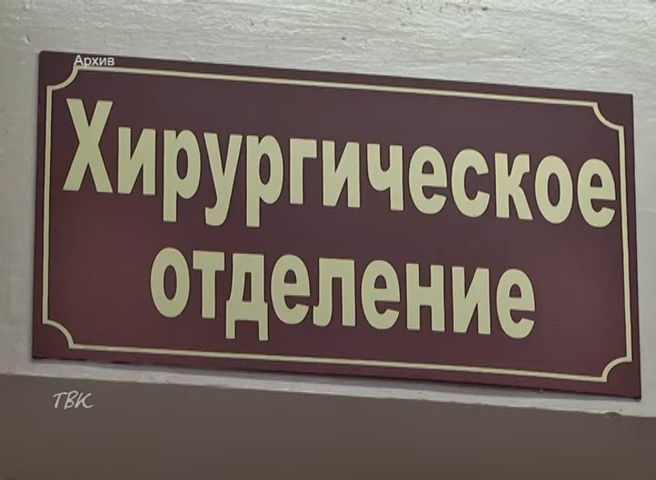 Архив
Хирургическое
отделение
ТВК